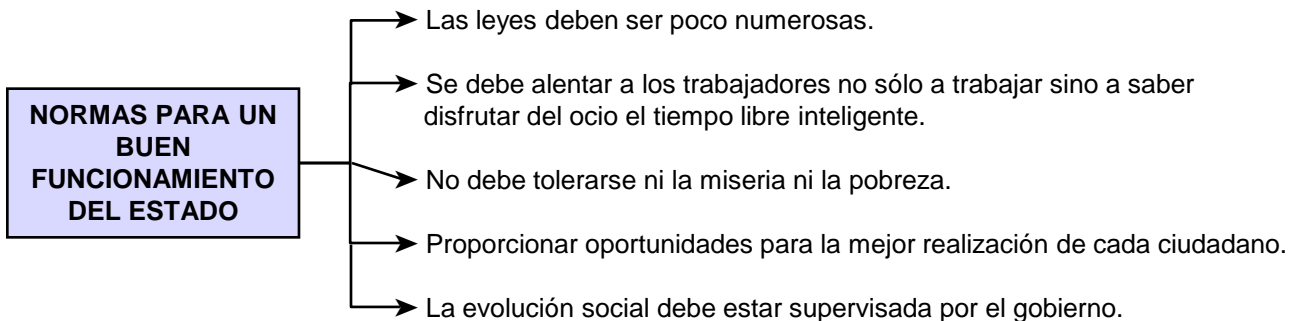 NORMAS PARA UN
BUEN
FUNCIONAMIENTO
DEL ESTADO
Las leyes deben ser poco numerosas.
Se debe alentar a los trabajadores no sólo a trabajar sino a saber
disfrutar del ocio el tiempo libre inteligente.
No debe tolerarse ni la miseria ni la pobreza.
Proporcionar oportunidades para la mejor realización de cada ciudadano.
La evolución social debe estar supervisada por el gobierno.